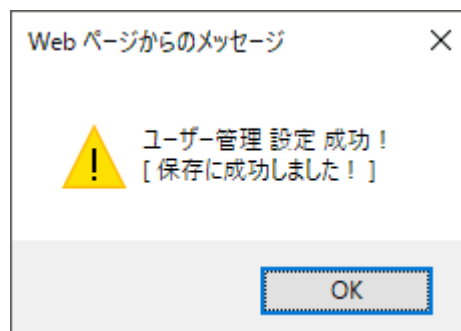 Web ページからのメッセージ
ユーザー管理 設定 成功！
[ 保存に成功しました！ ]
OK